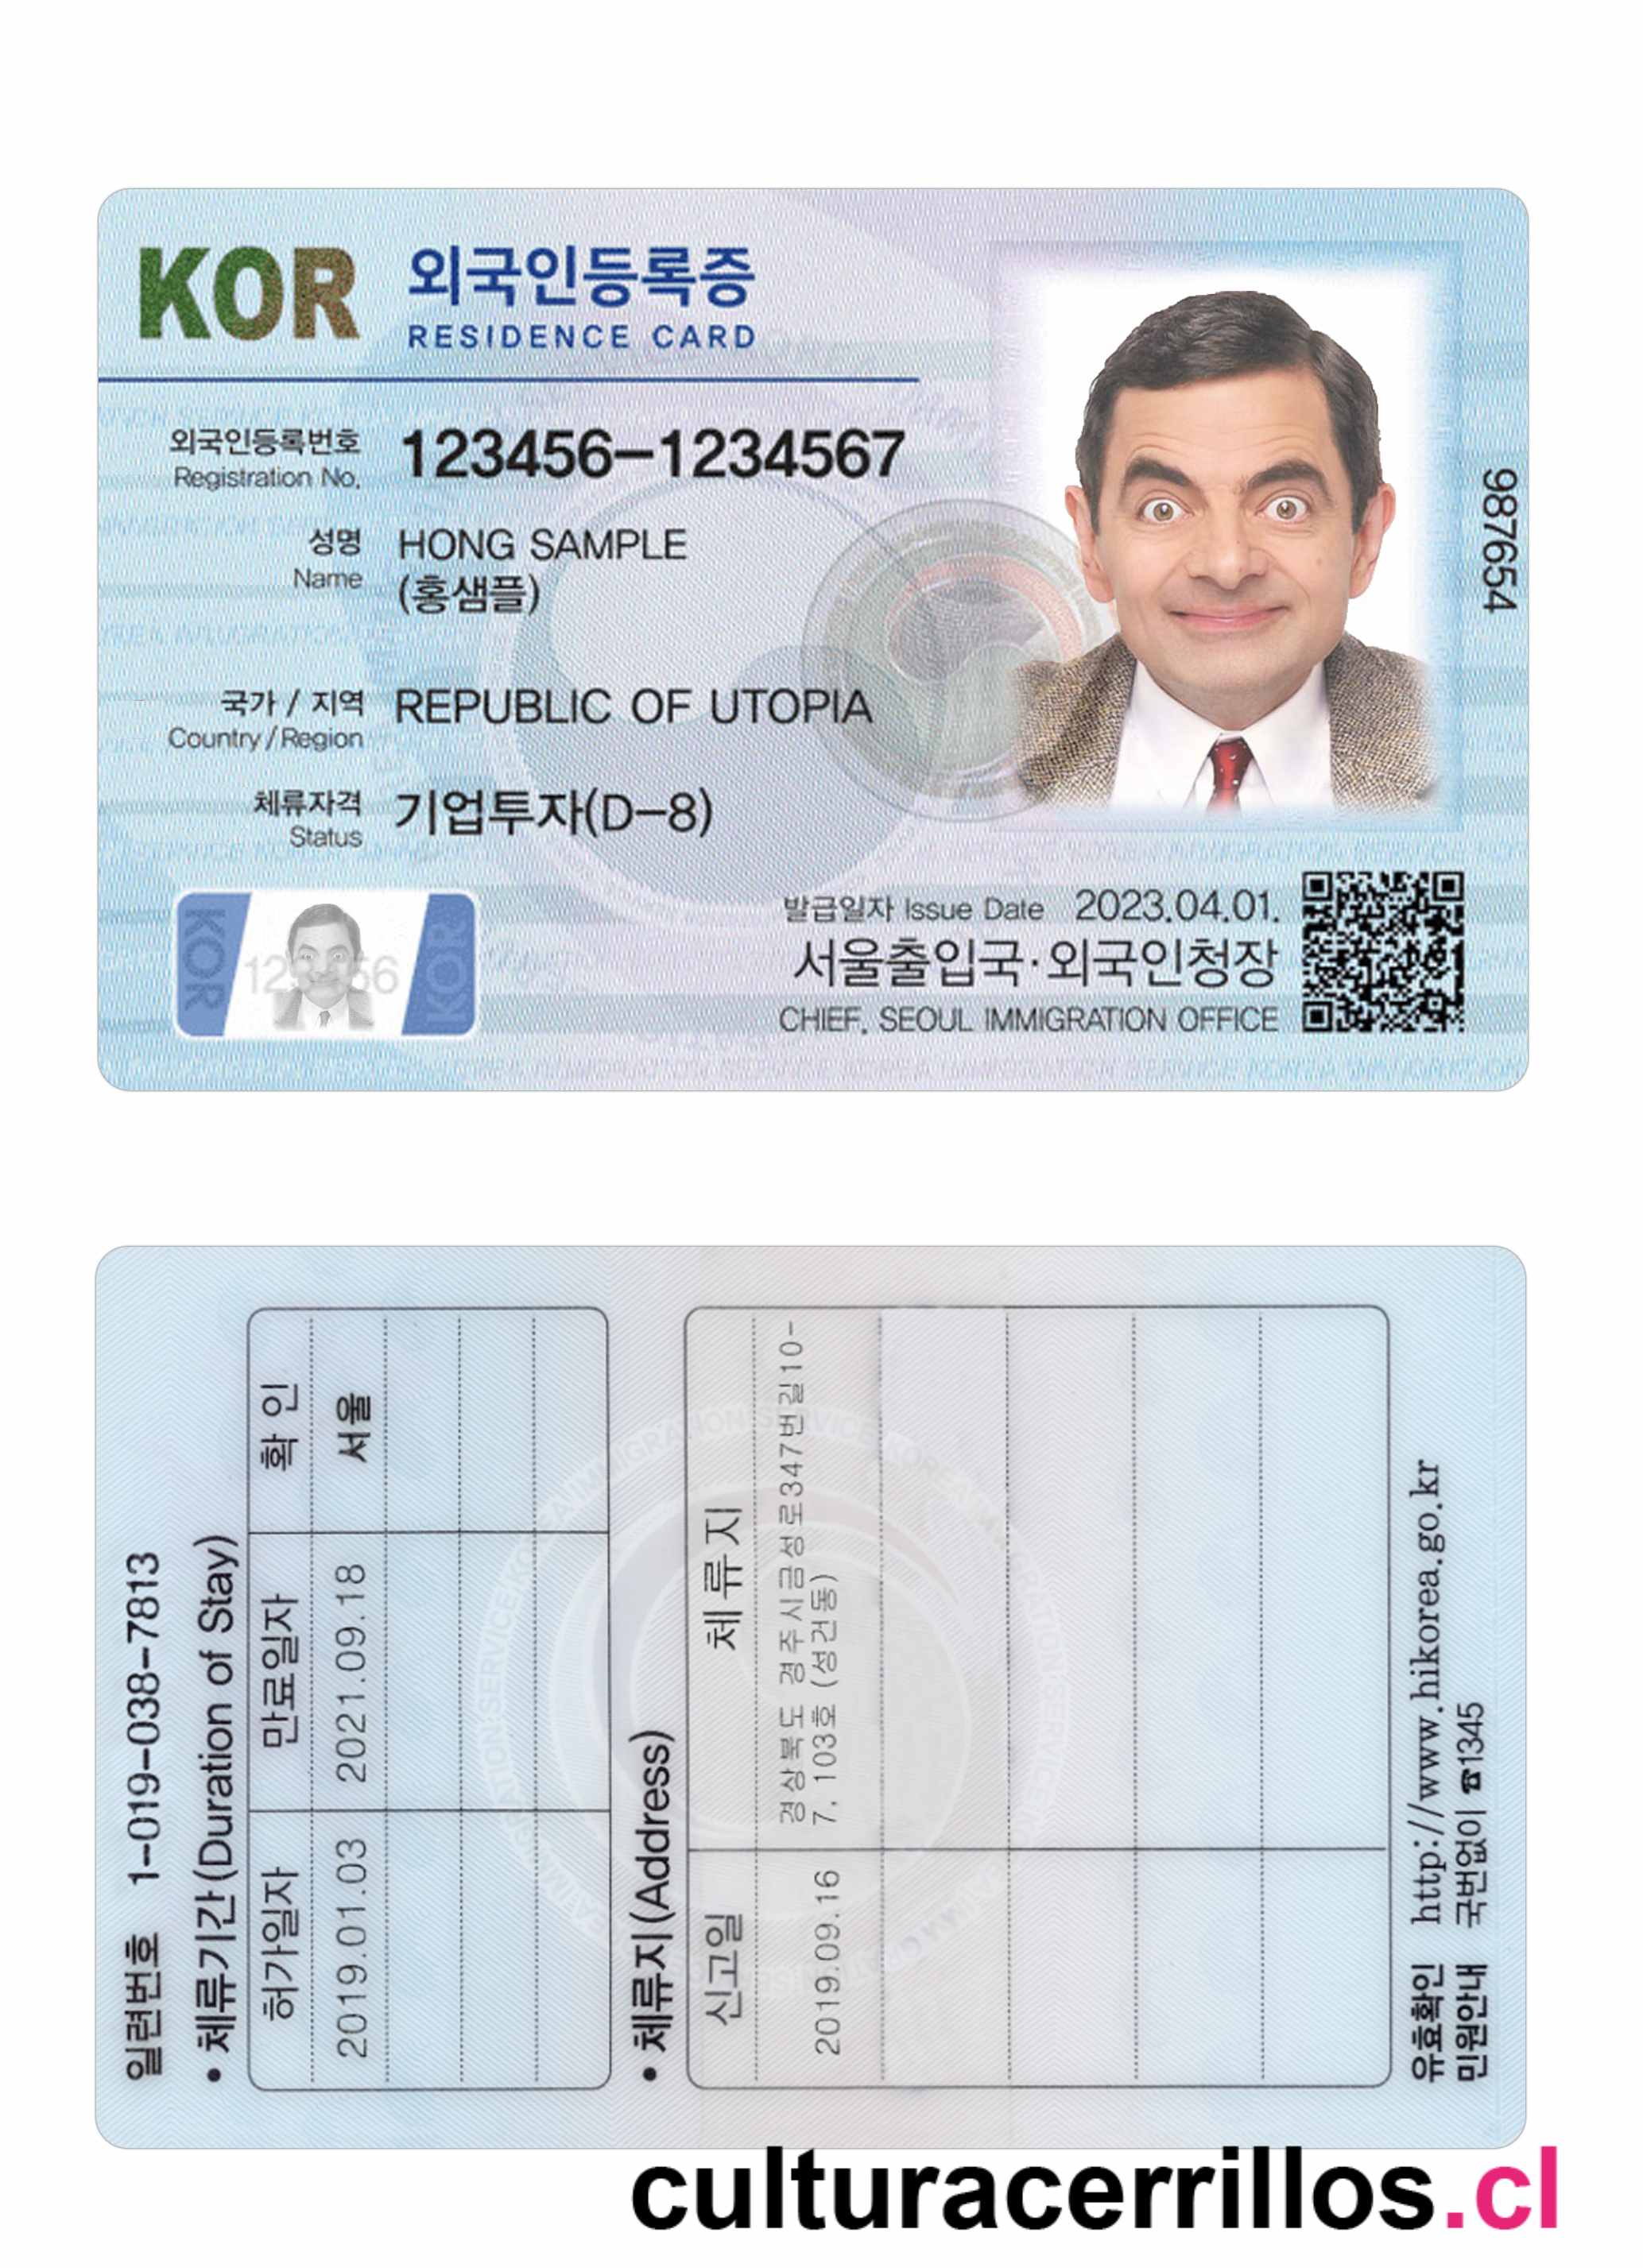 KOR 외국인등록증
RESIDENCE CARD
외국인등록번호 123456-1234567
Registration No.
성명 HONG SAMPLE
Name (홍샘플)
국가 / 지역 REPUBLIC OF UTOPIA
Country / Region
체류자격 기업투자(D-8)
Status
987654
KOR
KOR
발급일자 Issue Date 2023.04.01.
서울출입국·외국인청장
CHIEF, SEOUL IMMIGRATION OFFICE
일련번호 1-019-038-7813
• 체류기간 (Duration of Stay)
허가일자 만료일자 확 인
2019.01.03 2021.09.18 서울
• 체류지 (Address)
신고일 체류지
2019.09.16 경상북도 경주시금성로347번길10-
7, 103호 (성건동)
유효확인 http://www.hikorea.go.kr
민원안내 국번없이 ☎1345
culturacerrillos.cl